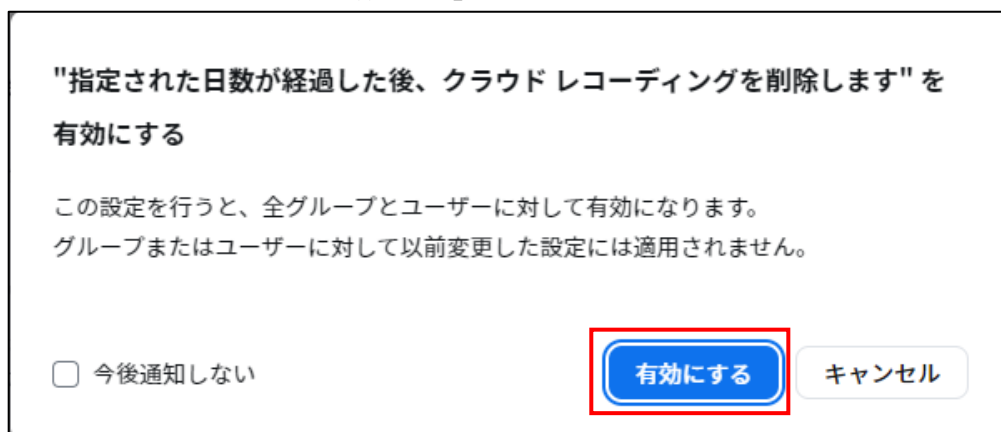 "指定された日数が経過した後、クラウド レコーディングを削除します" を
有効にする
この設定を行うと、全グループとユーザーに対して有効になります。
グループまたはユーザーに対して以前変更した設定には適用されません。
今後通知しない 有効にする キャンセル